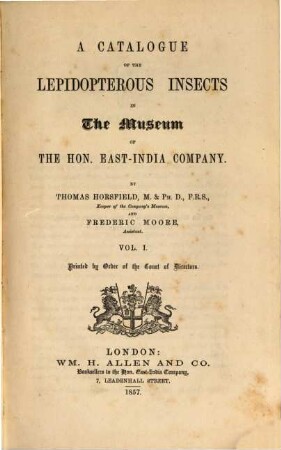 A CATALOGUE
OF THE
LEPIDOPTEROUS INSECTS
IN
The Museum
OF
THE HON. EAST-INDIA COMPANY.
BY
THOMAS HORSFIELD, M. & PH. D., F.R.S.,
Keeper of the Company's Museum,
AND
FREDERIC MOORE,
Assistant.
VOL. I.
Printed by Order of the Court of Directors.
LONDON:
WM. H. ALLEN AND CO.
Booksellers to the Hon. East-India Company,
7, LEADENHALL STREET.
1857.